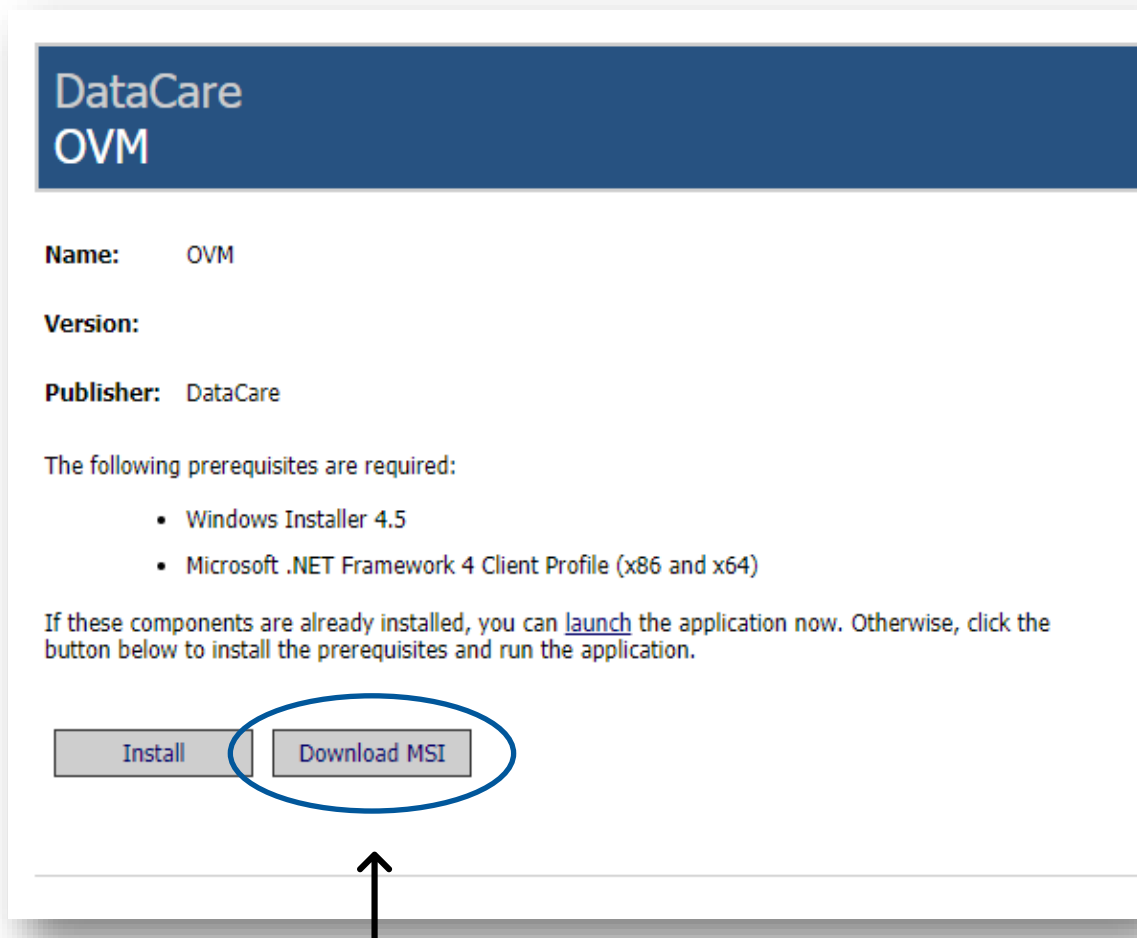 DataCare
OVM
Name: OVM
Version:
Publisher: DataCare
The following prerequisites are required:
• Windows Installer 4.5
• Microsoft .NET Framework 4 Client Profile (x86 and x64)
If these components are already installed, you can launch the application now. Otherwise, click the
button below to install the prerequisites and run the application.
Install Download MSI